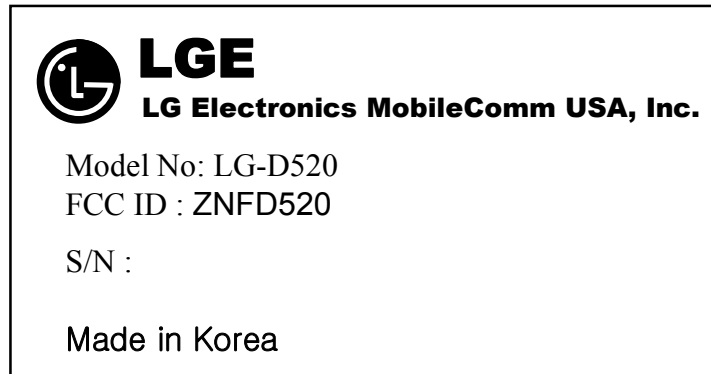 LGE
LG Electronics MobileComm USA, Inc.
Model No: LG-D520
FCC ID : ZNFD520
S/N :
Made in Korea